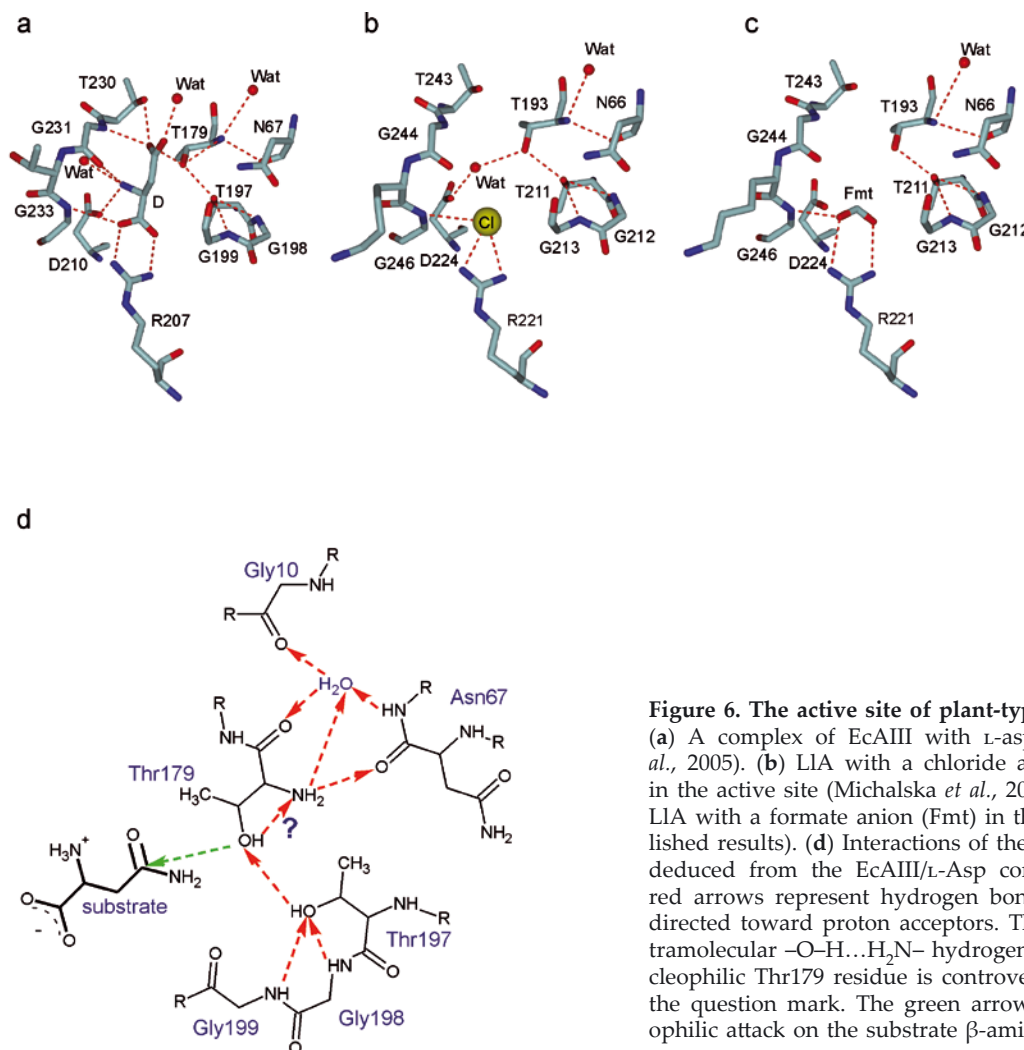 a
T230
Wat
Wat
G231
T179
N67
Wat
D
T197
G233
D210
G199
G198
R207
b
T243
Wat
T193
N66
G244
Wat
T211
Cl
G246
D224
G213
G212
R221
c
T243
Wat
T193
N66
G244
T211
Fmt
G246
D224
G213
G212
R221
d
Gly10
R
NH
R
O
H₂O
R
O
HN
Asn67
R
NH
O
NH
R
Thr179
O
NH₂
H₃C
?
OH
NH₂
O
H₃N⁺
O
NH₂
substrate
O
O
-
CH₃
HO
NH
R
Thr197
O
NH
HN
O
R
Gly199
O
Gly198
Figure 6. The active site of plant-typ
(a) A complex of EcAIII with L-asp
al., 2005). (b) LlA with a chloride a
in the active site (Michalska et al., 20
LlA with a formate anion (Fmt) in th
lished results). (d) Interactions of the
deduced from the EcAIII/L-Asp con
red arrows represent hydrogen bon
directed toward proton acceptors. Th
tramolecular –O–H…H₂N– hydrogen
cleophilic Thr179 residue is controve
the question mark. The green arrow
ophilic attack on the substrate β-ami